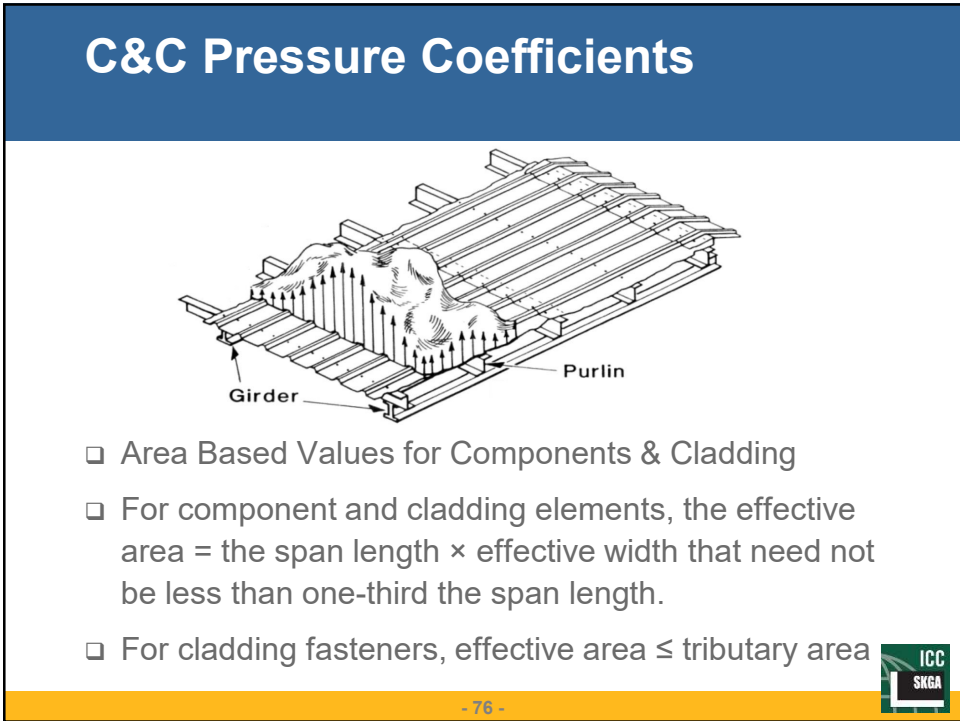 C&C Pressure Coefficients
Girder
Purlin
❑ Area Based Values for Components & Cladding
❑ For component and cladding elements, the effective
area = the span length × effective width that need not
be less than one-third the span length.
❑ For cladding fasteners, effective area ≤ tributary area
ICC
SKGA
- 76 -